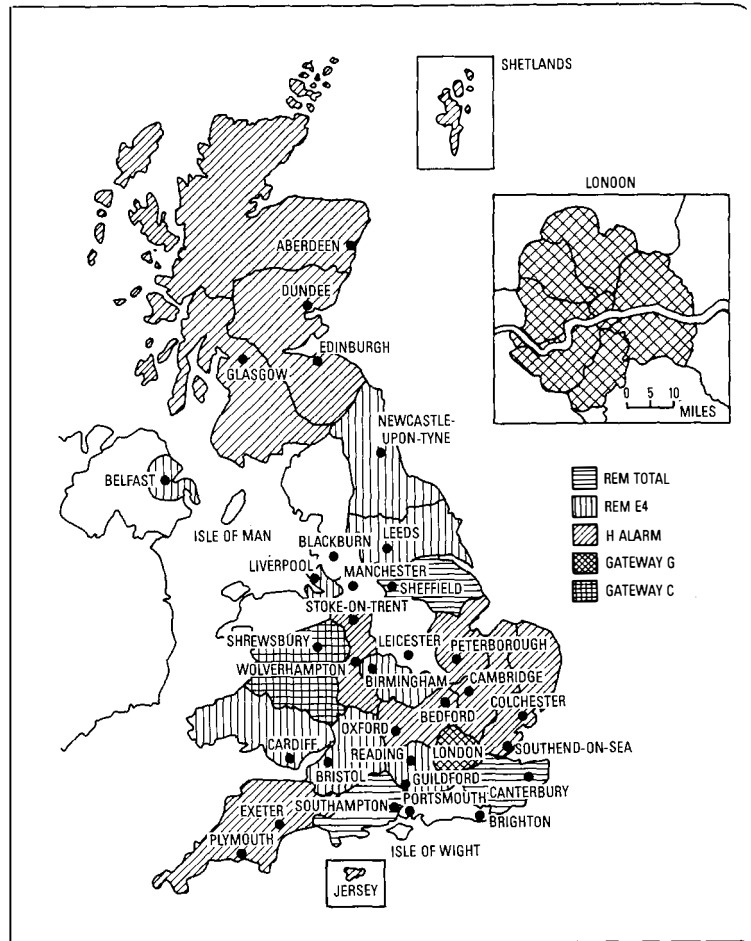 SHETLANDS
LONDON
0 5 10
MILES
ABERDEEN
DUNDEE
EDINBURGH
GLASGOW
NEWCASTLE-
UPON-TYNE
BELFAST
ISLE OF MAN
BLACKBURN
LEEDS
LIVERPOOL
MANCHESTER
SHEFFIELD
STOKE-ON-TRENT
SHREWSBURY
LEICESTER
PETERBOROUGH
WOLVERHAMPTON
BIRMINGHAM
CAMBRIDGE
COLCHESTER
BEDFORD
OXFORD
CARDIFF
READING
LONDON
SOUTHEND-ON-SEA
BRISTOL
GUILDFORD
CANTERBURY
SOUTHAMPTON
PORTSMOUTH
BRIGHTON
EXETER
PLYMOUTH
ISLE OF WIGHT
JERSEY
REM TOTAL
REM E4
H ALARM
GATEWAY G
GATEWAY C